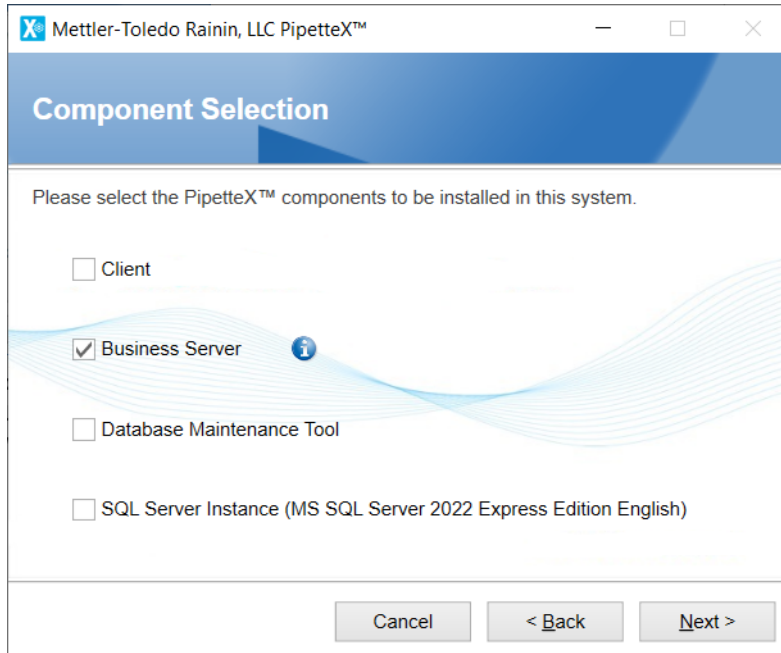 Mettler-Toledo Rainin, LLC PipetteX™
Component Selection
Please select the PipetteX™ components to be installed in this system.
Client
Business Server
Database Maintenance Tool
SQL Server Instance (MS SQL Server 2022 Express Edition English)
Cancel
< Back
Next >